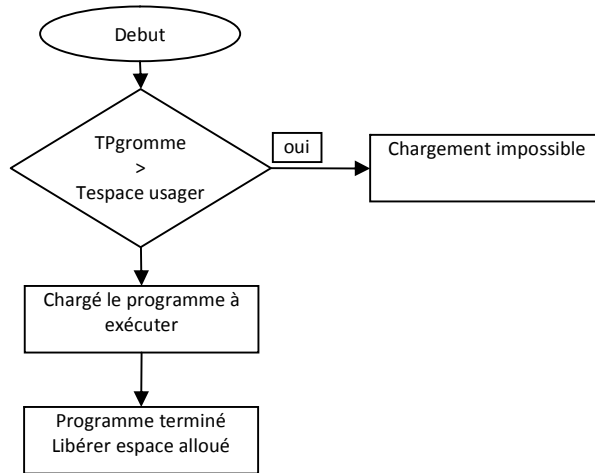 Debut
TPgromme
>
Tespace usager
oui
Chargement impossible
Chargé le programme à
exécuter
Programme terminé
Libérer espace alloué